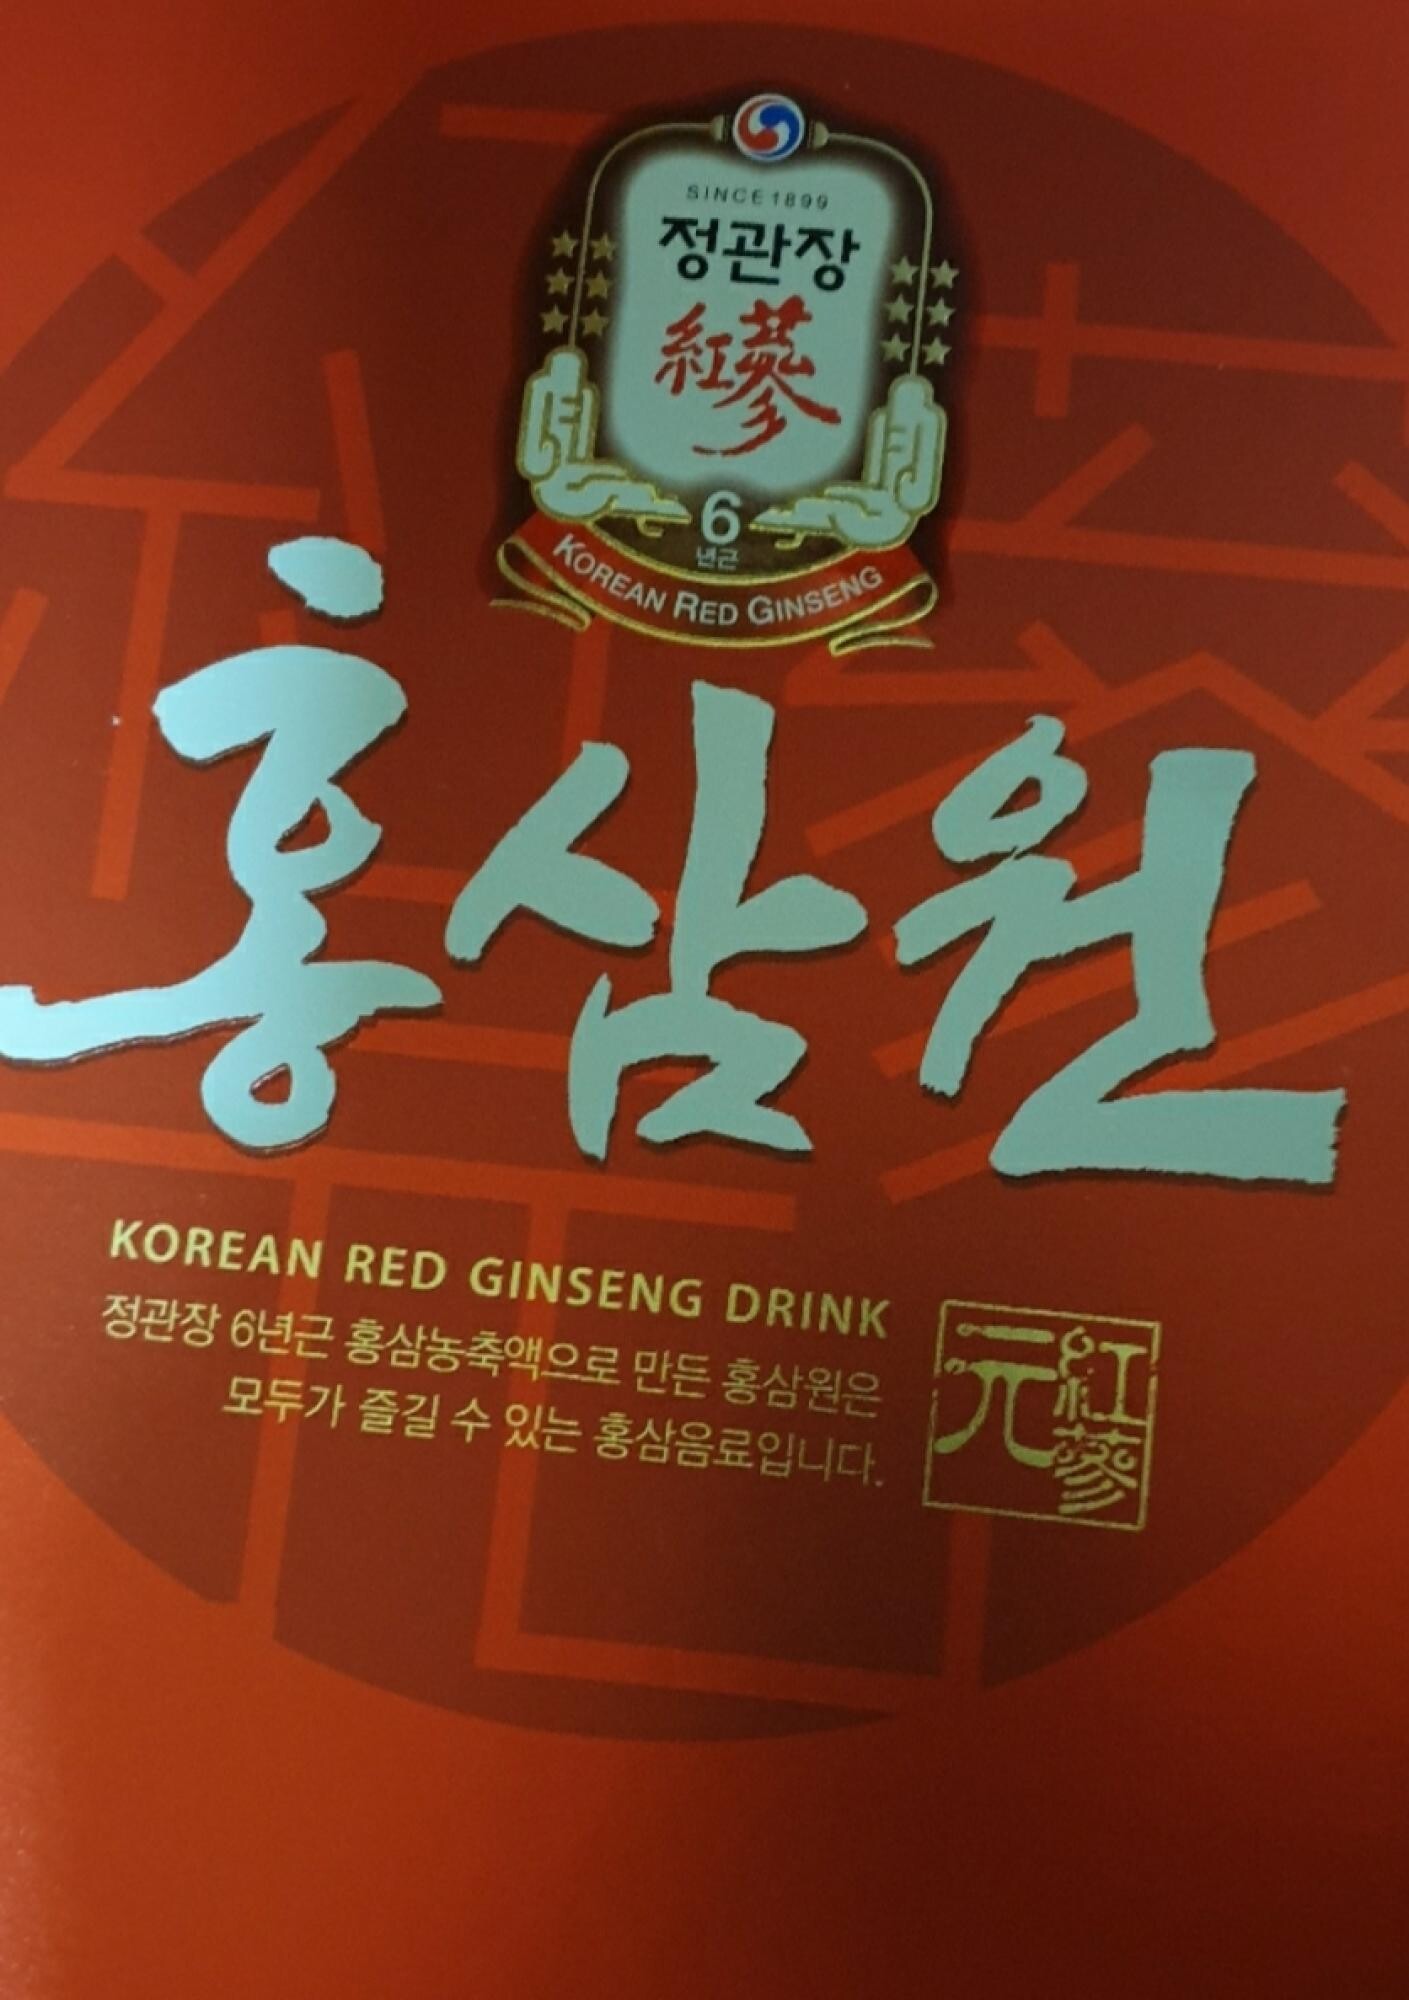 SINCE 1899
정관장
紅蔘
6
년근
KOREAN RED GINSENG
홍삼원
KOREAN RED GINSENG DRINK
정관장 6년근 홍삼농축액으로 만든 홍삼원은
모두가 즐길 수 있는 홍삼음료입니다.
紅蔘
元